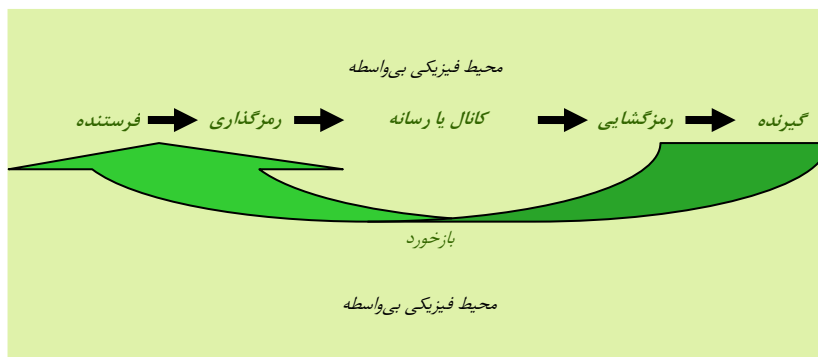 محیط فیزیکی بی‌واسطه
فرستنده رمزگذاری کانال یا رسانه رمزگشایی گیرنده
بازخورد
محیط فیزیکی بی‌واسطه